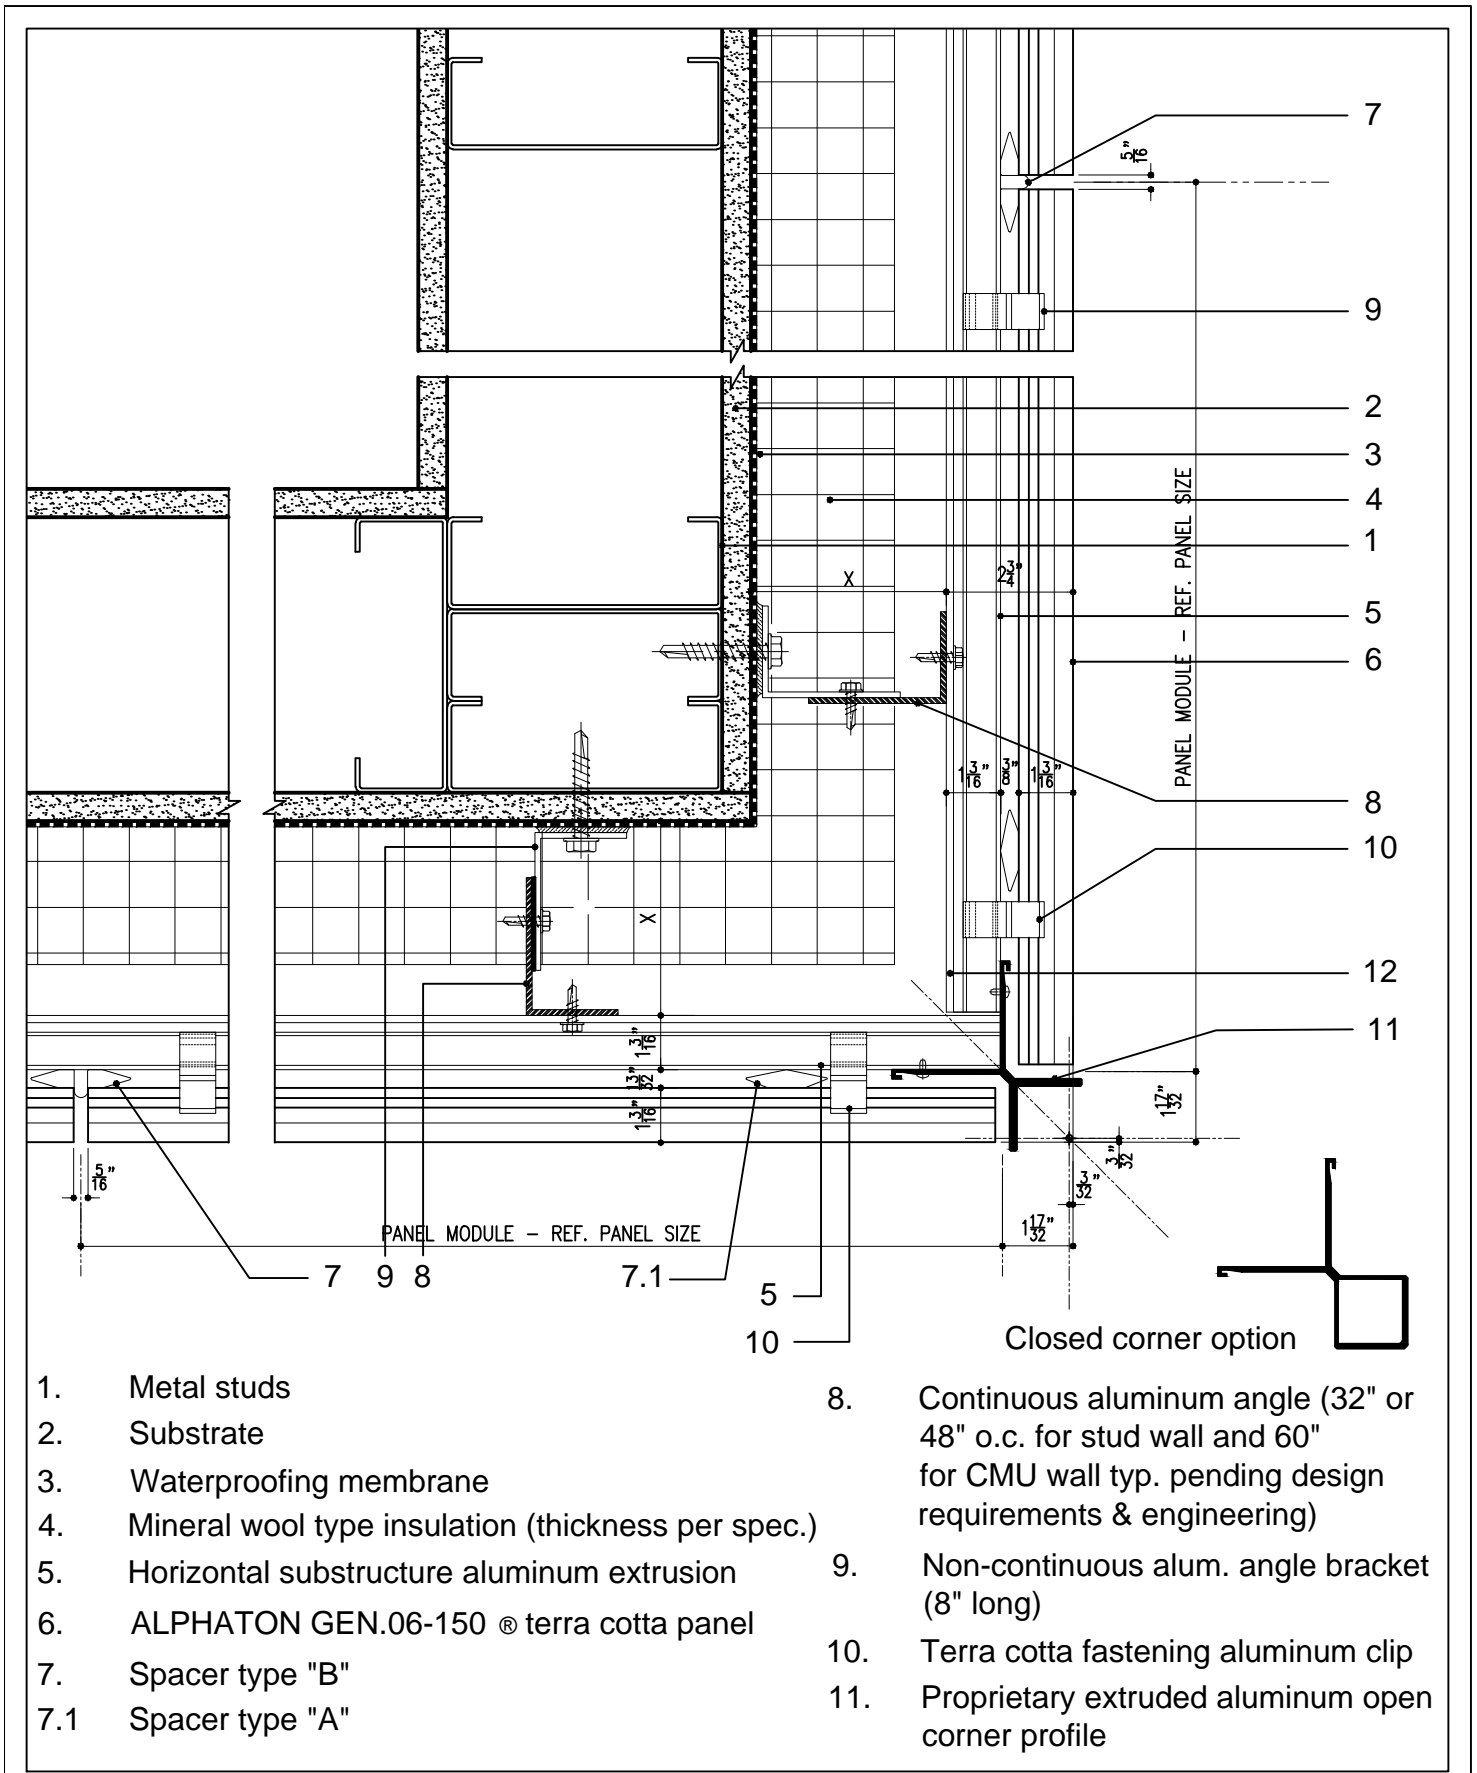 7
5/16"
9
2
3
4
1
X
2 3/4"
5
6
PANEL MODULE – REF. PANEL SIZE
1 3/16"
3/8"
1 3/16"
8
10
X
12
11
1 3/16"
13/32"
1 3/16"
1 17/32"
3/32"
3/32"
5/16"
1 17/32"
PANEL MODULE – REF. PANEL SIZE
7
9
8
7.1
5
10
Closed corner option
1. Metal studs
2. Substrate
3. Waterproofing membrane
4. Mineral wool type insulation (thickness per spec.)
5. Horizontal substructure aluminum extrusion
6. ALPHATON GEN.06-150 ® terra cotta panel
7. Spacer type "B"
7.1 Spacer type "A"
8. Continuous aluminum angle (32" or
48" o.c. for stud wall and 60"
for CMU wall typ. pending design
requirements & engineering)
9. Non-continuous alum. angle bracket
(8" long)
10. Terra cotta fastening aluminum clip
11. Proprietary extruded aluminum open
corner profile